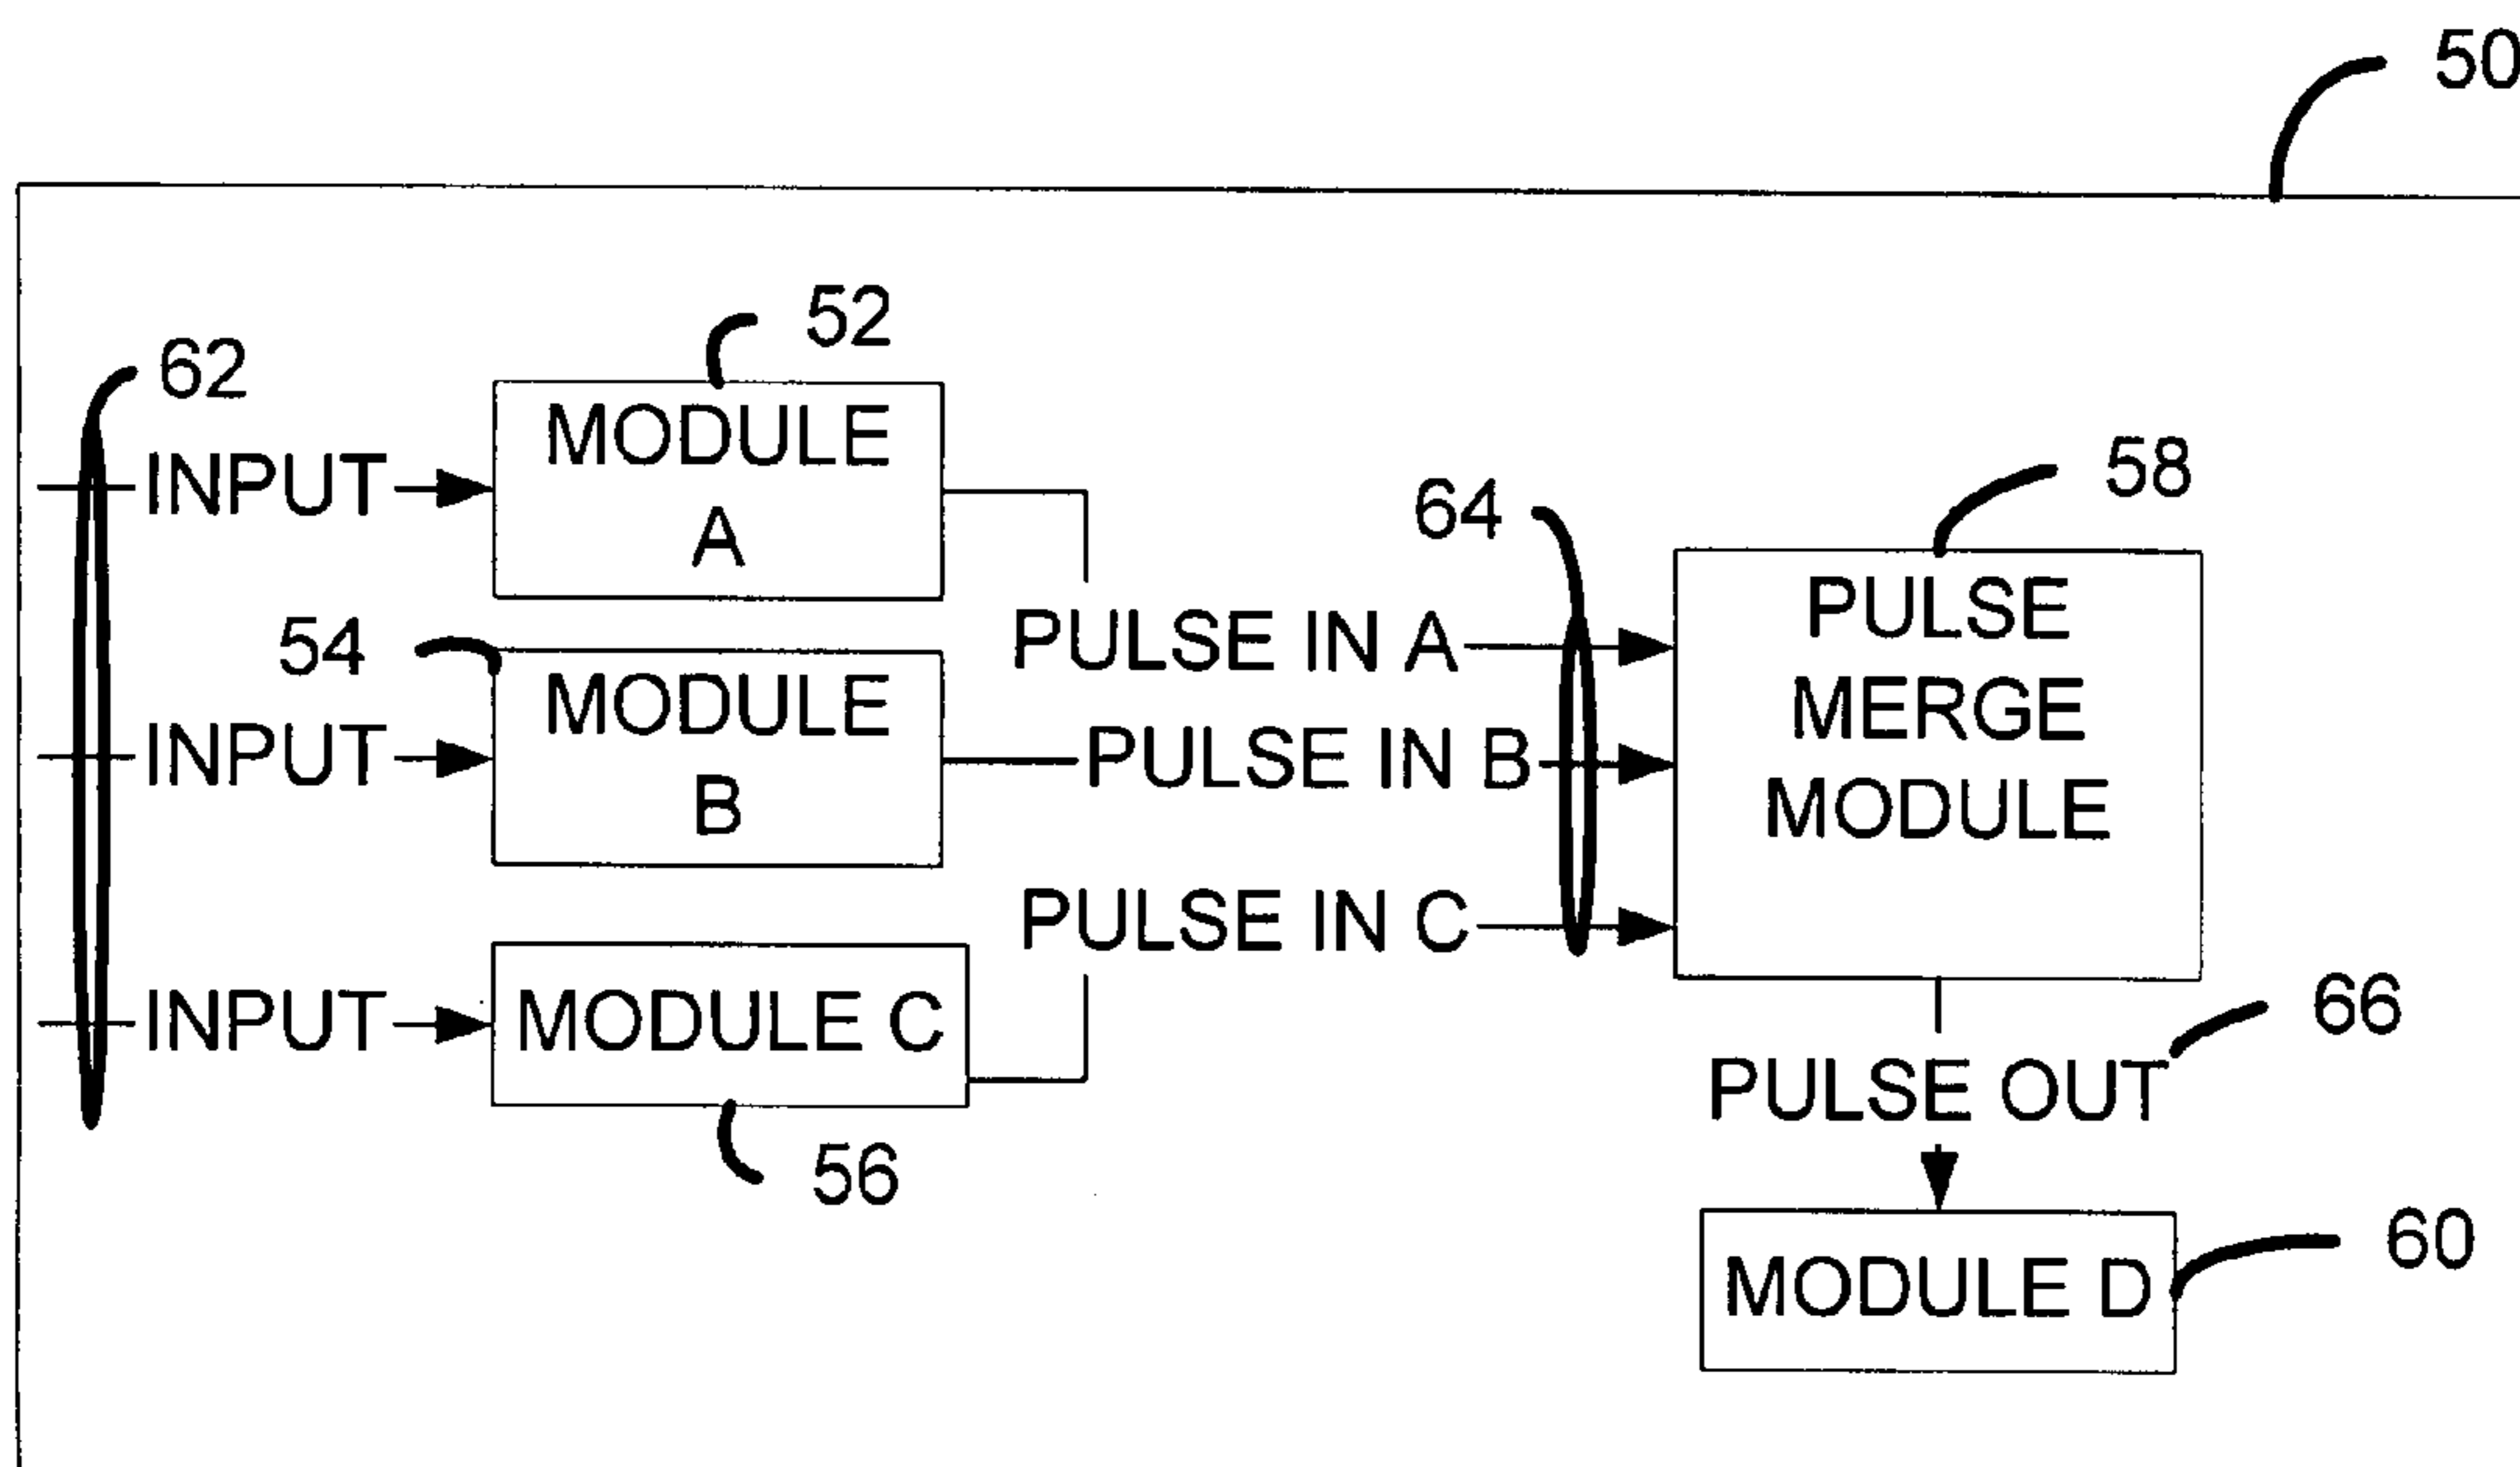 50
52
62
MODULE
A
INPUT
58
64
PULSE
MERGE
MODULE
54
PULSE IN A
MODULE
B
INPUT
PULSE IN B
PULSE IN C
INPUT
MODULE C
66
PULSE OUT
56
60
MODULE D